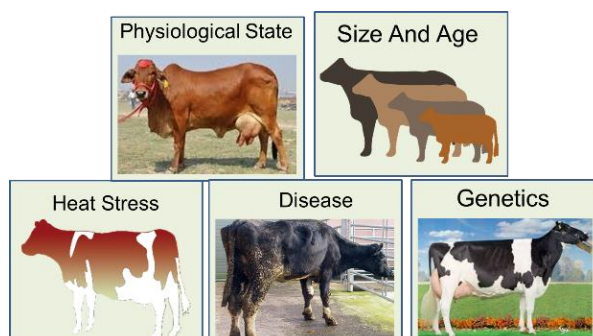 Physiological State
Size And Age
Heat Stress
Disease
Genetics